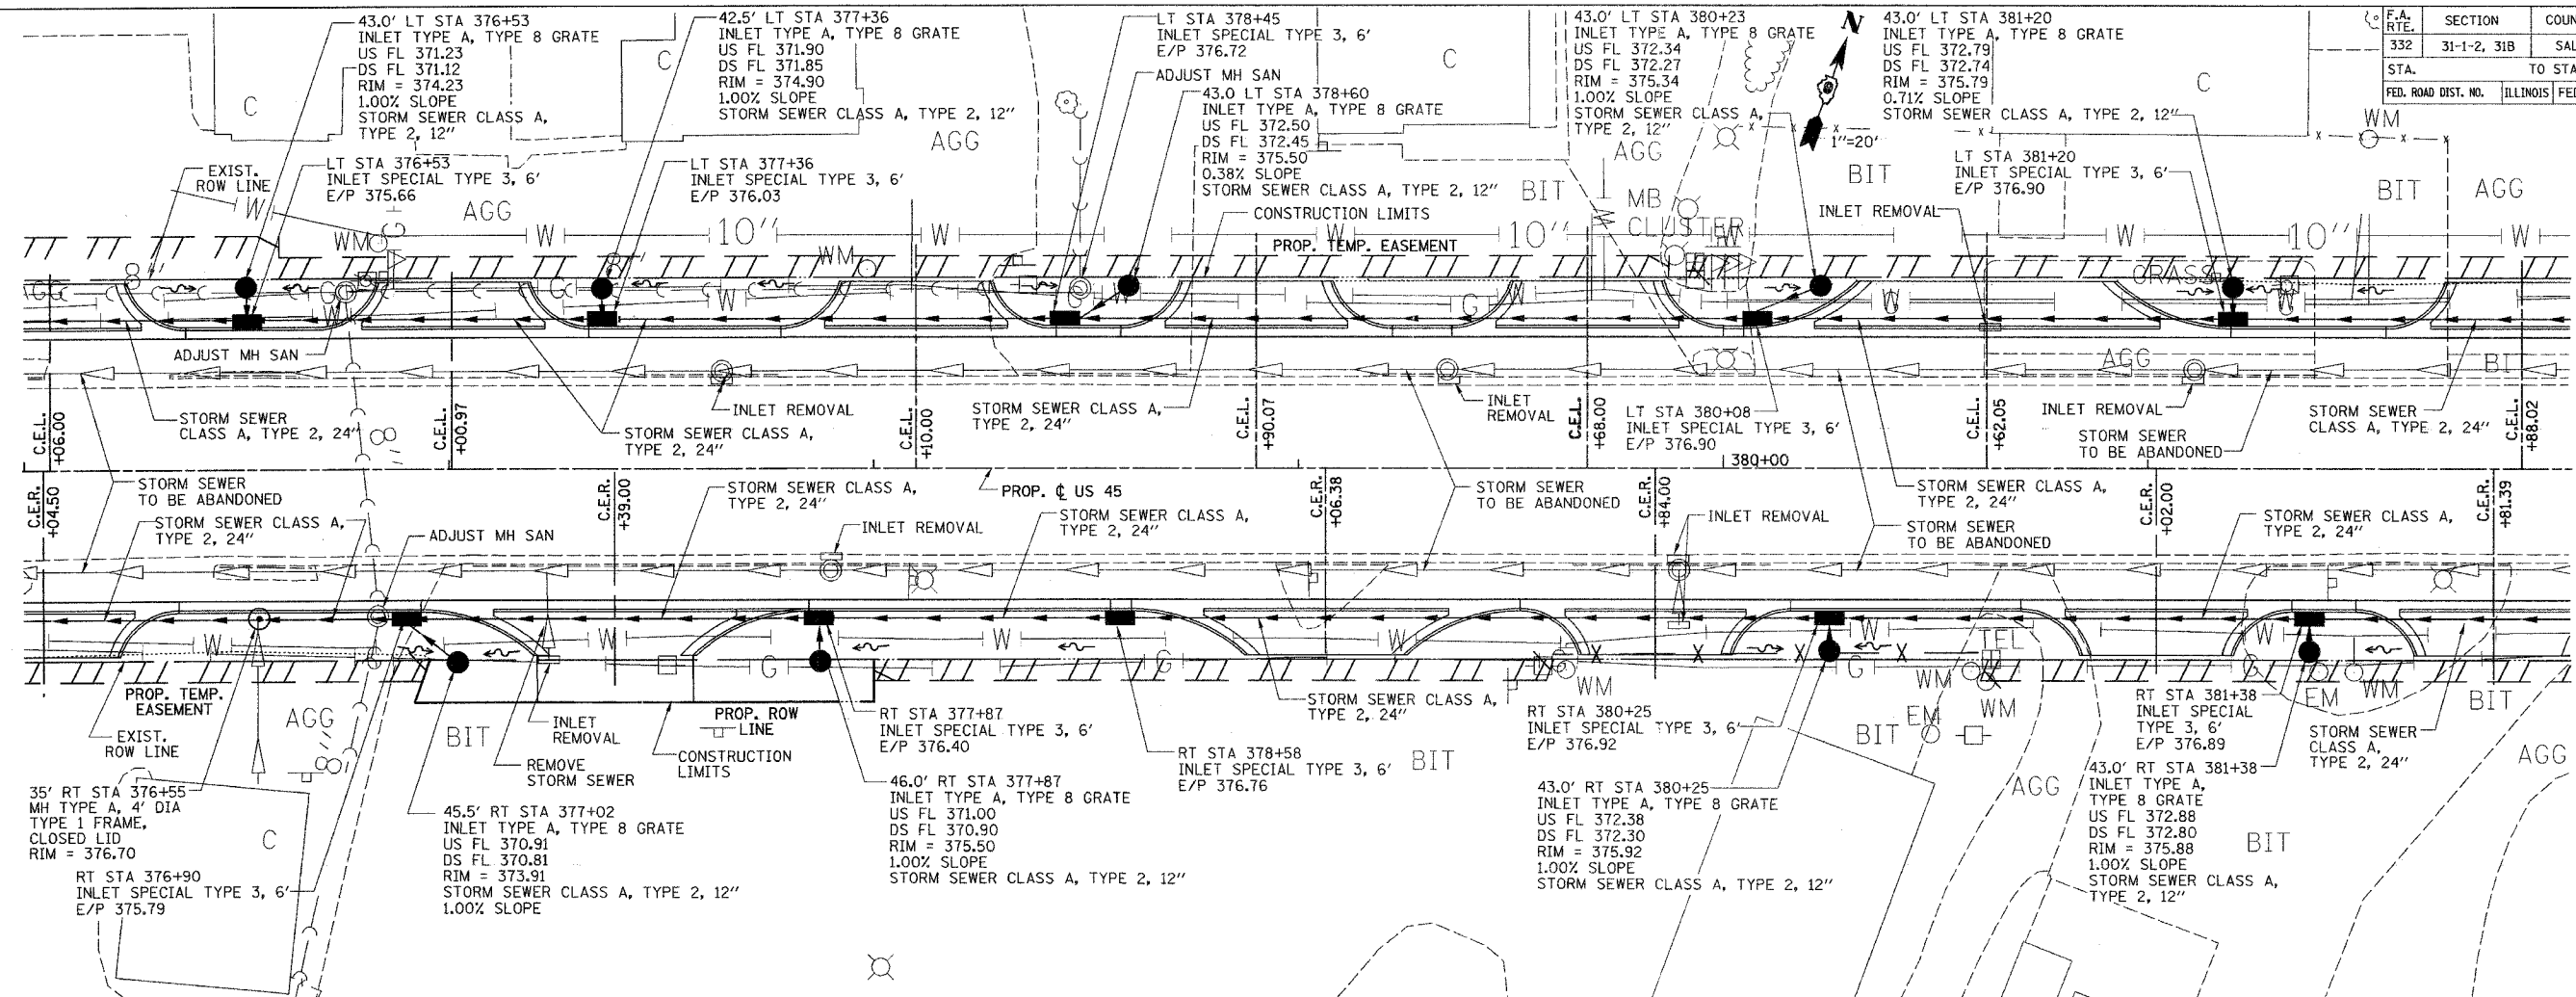 43.0' LT STA 376+53
INLET TYPE A, TYPE 8 GRATE
US FL 371.23
DS FL 371.12
RIM = 374.23
1.00% SLOPE
STORM SEWER CLASS A,
TYPE 2, 12"
42.5' LT STA 377+36
INLET TYPE A, TYPE 8 GRATE
US FL 371.90
DS FL 371.85
RIM = 374.90
1.00% SLOPE
STORM SEWER CLASS A, TYPE 2, 12"
LT STA 378+45
INLET SPECIAL TYPE 3, 6'
E/P 376.72
ADJUST MH SAN
43.0 LT STA 378+60
INLET TYPE A, TYPE 8 GRATE
US FL 372.50
DS FL 372.45
RIM = 375.50
0.38% SLOPE
STORM SEWER CLASS A, TYPE 2, 12"
43.0' LT STA 380+23
INLET TYPE A, TYPE 8 GRATE
US FL 372.34
DS FL 372.27
RIM = 375.34
1.00% SLOPE
STORM SEWER CLASS A,
TYPE 2, 12"
N
1"=20'
43.0' LT STA 381+20
INLET TYPE A, TYPE 8 GRATE
US FL 372.79
DS FL 372.74
RIM = 375.79
0.71% SLOPE
STORM SEWER CLASS A, TYPE 2, 12"
F.A. RTE.
SECTION
COUN
332
31-1-2, 31B
SAL
STA.
TO STA
FED. ROAD DIST. NO.
ILLINOIS
FED
C
C
C
C
EXIST.
ROW LINE
LT STA 376+53
INLET SPECIAL TYPE 3, 6'
E/P 375.66
AGG
LT STA 377+36
INLET SPECIAL TYPE 3, 6'
E/P 376.03
AGG
CONSTRUCTION LIMITS
PROP. TEMP. EASEMENT
BIT
AGG
MB
CLUSTER
BIT
LT STA 381+20
INLET SPECIAL TYPE 3, 6'
E/P 376.90
INLET REMOVAL
WM
BIT
AGG
W
WM
W
10"
WM
W
W
10"
W
W
10"
W
8"
GRASS
ADJUST MH SAN
STORM SEWER
CLASS A, TYPE 2, 24"
INLET REMOVAL
STORM SEWER CLASS A,
TYPE 2, 24"
STORM SEWER CLASS A,
TYPE 2, 24"
INLET
REMOVAL
LT STA 380+08
INLET SPECIAL TYPE 3, 6'
E/P 376.90
AGG
INLET REMOVAL
STORM SEWER
TO BE ABANDONED
STORM SEWER
CLASS A, TYPE 2, 24"
C.E.L.
+06.00
C.E.L.
+00.97
C.E.L.
+10.00
C.E.L.
+90.07
C.E.L.
+68.00
C.E.L.
+62.05
C.E.L.
+88.02
8"
380+00
PROP. ℄ US 45
C.E.R.
+04.50
C.E.R.
+39.00
C.E.R.
+06.38
C.E.R.
+84.00
C.E.R.
+02.00
C.E.R.
+81.39
STORM SEWER
TO BE ABANDONED
STORM SEWER CLASS A,
TYPE 2, 24"
ADJUST MH SAN
STORM SEWER CLASS A,
TYPE 2, 24"
INLET REMOVAL
STORM SEWER CLASS A,
TYPE 2, 24"
STORM SEWER
TO BE ABANDONED
INLET REMOVAL
STORM SEWER CLASS A,
TYPE 2, 24"
STORM SEWER
TO BE ABANDONED
STORM SEWER CLASS A,
TYPE 2, 24"
W
W
W
W
W
W
G
G
G
TEL
PROP. TEMP.
EASEMENT
EXIST.
ROW LINE
AGG
BIT
INLET
REMOVAL
REMOVE
STORM SEWER
PROP. ROW
LINE
CONSTRUCTION
LIMITS
RT STA 377+87
INLET SPECIAL TYPE 3, 6'
E/P 376.40
RT STA 378+58
INLET SPECIAL TYPE 3, 6'
E/P 376.76
STORM SEWER CLASS A,
TYPE 2, 24"
BIT
WM
RT STA 380+25
INLET SPECIAL TYPE 3, 6'
E/P 376.92
BIT
EM
WM
WM
RT STA 381+38
INLET SPECIAL
TYPE 3, 6'
E/P 376.89
EM
WM
STORM SEWER
CLASS A,
TYPE 2, 24"
BIT
AGG
35' RT STA 376+55
MH TYPE A, 4' DIA
TYPE 1 FRAME,
CLOSED LID
RIM = 376.70
C
8"
RT STA 376+90
INLET SPECIAL TYPE 3, 6'
E/P 375.79
45.5' RT STA 377+02
INLET TYPE A, TYPE 8 GRATE
US FL 370.91
DS FL 370.81
RIM = 373.91
STORM SEWER CLASS A, TYPE 2, 12"
1.00% SLOPE
46.0' RT STA 377+87
INLET TYPE A, TYPE 8 GRATE
US FL 371.00
DS FL 370.90
RIM = 375.50
1.00% SLOPE
STORM SEWER CLASS A, TYPE 2, 12"
43.0' RT STA 380+25
INLET TYPE A, TYPE 8 GRATE
US FL 372.38
DS FL 372.30
RIM = 375.92
1.00% SLOPE
STORM SEWER CLASS A, TYPE 2, 12"
AGG
43.0' RT STA 381+38
INLET TYPE A,
TYPE 8 GRATE
US FL 372.88
DS FL 372.80
RIM = 375.88
1.00% SLOPE
STORM SEWER CLASS A,
TYPE 2, 12"
BIT